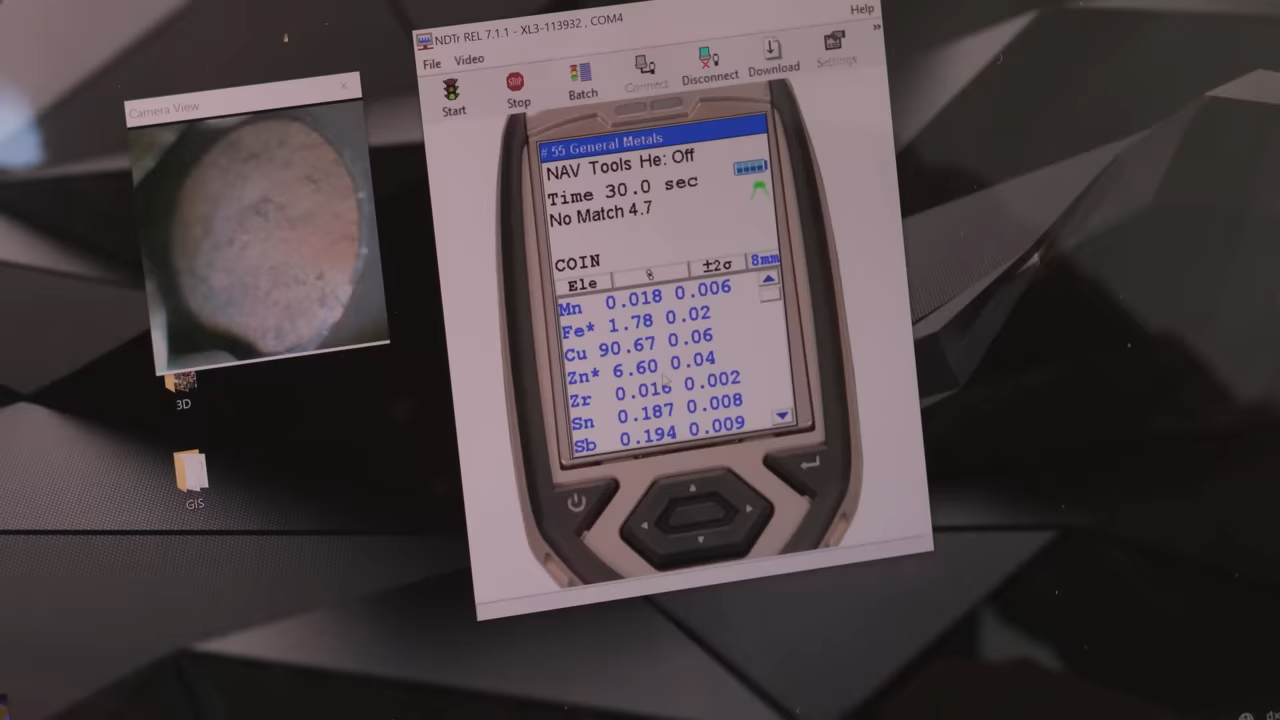 NDTr REL 7.1.1 - XL3-113932 , COM4
File Video Help
Start Stop Batch Connect Disconnect Download Settings
Camera View
# 55 General Metals
NAV Tools He: Off
Time 30.0 sec
No Match 4.7
COIN
Ele % ±2σ 8mm
Mn 0.018 0.006
Fe* 1.78 0.02
Cu 90.67 0.06
Zn* 6.60 0.04
Zr 0.016 0.002
Sn 0.187 0.008
Sb 0.194 0.009
3D
GIS